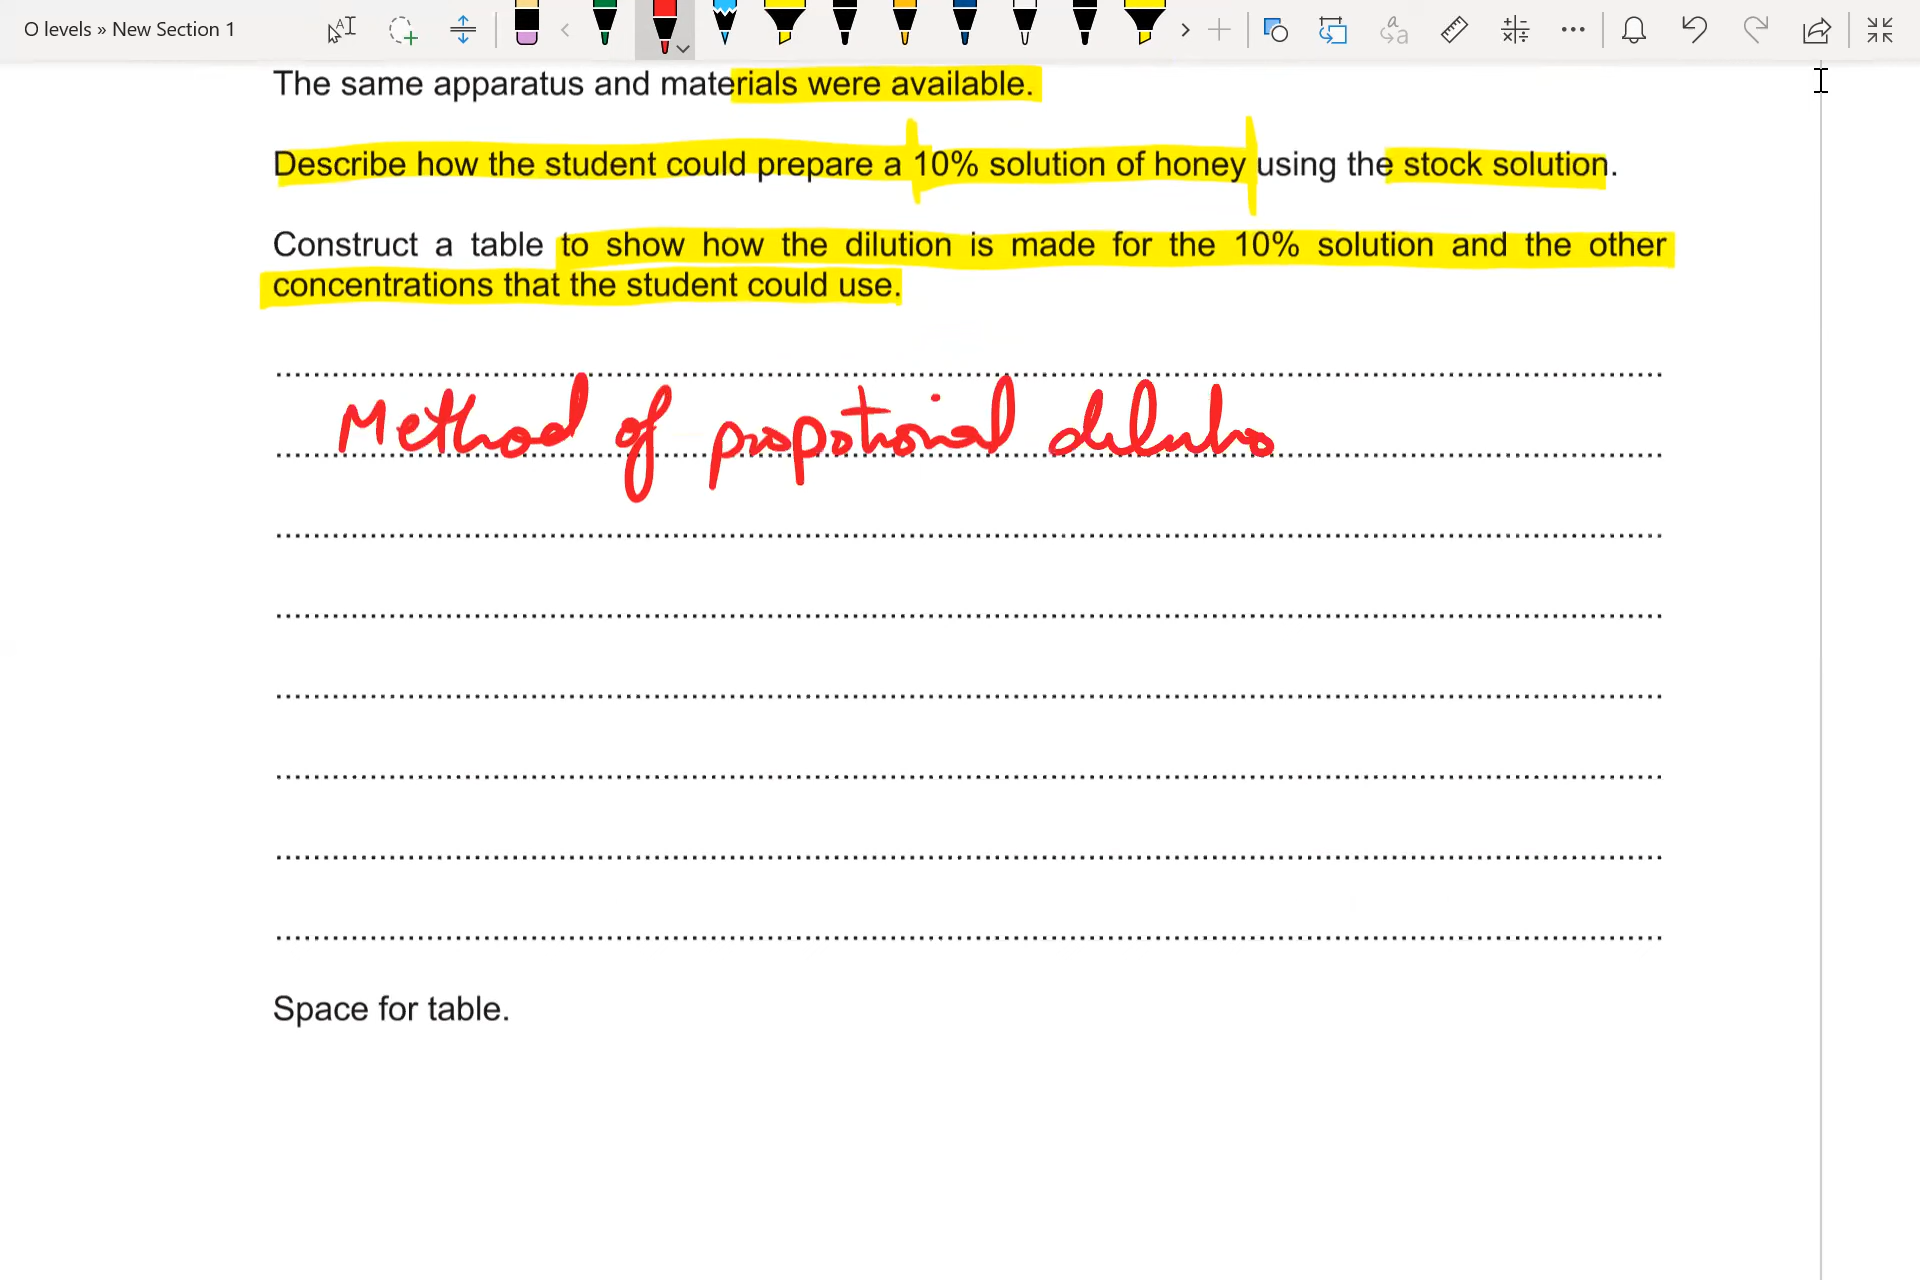 O levels » New Section 1
The same apparatus and materials were available.
Describe how the student could prepare a 10% solution of honey using the stock solution.
Construct a table to show how the dilution is made for the 10% solution and the other
concentrations that the student could use.
Method of propotional dilutio
Space for table.